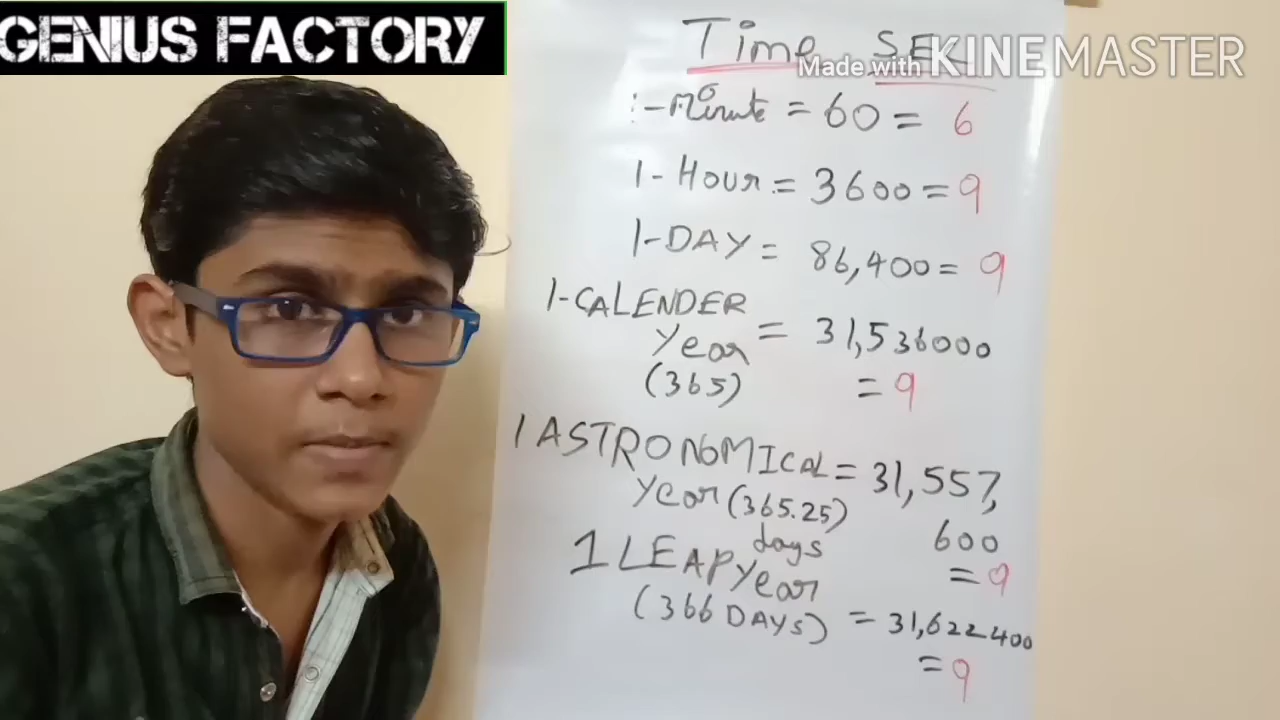 GENIUS FACTORY
Time SE
Made with KINEMASTER
1-Minute = 60 = 6
1-Hour = 3600 = 9
1-DAY = 86,400 = 9
1-CALENDER
Year = 31,536000
(365) = 9
1 ASTRONOMICAL = 31,557,
Year (365.25)
days 600
= 9
1 LEAP Year
(366 DAYS) = 31,622400
= 9